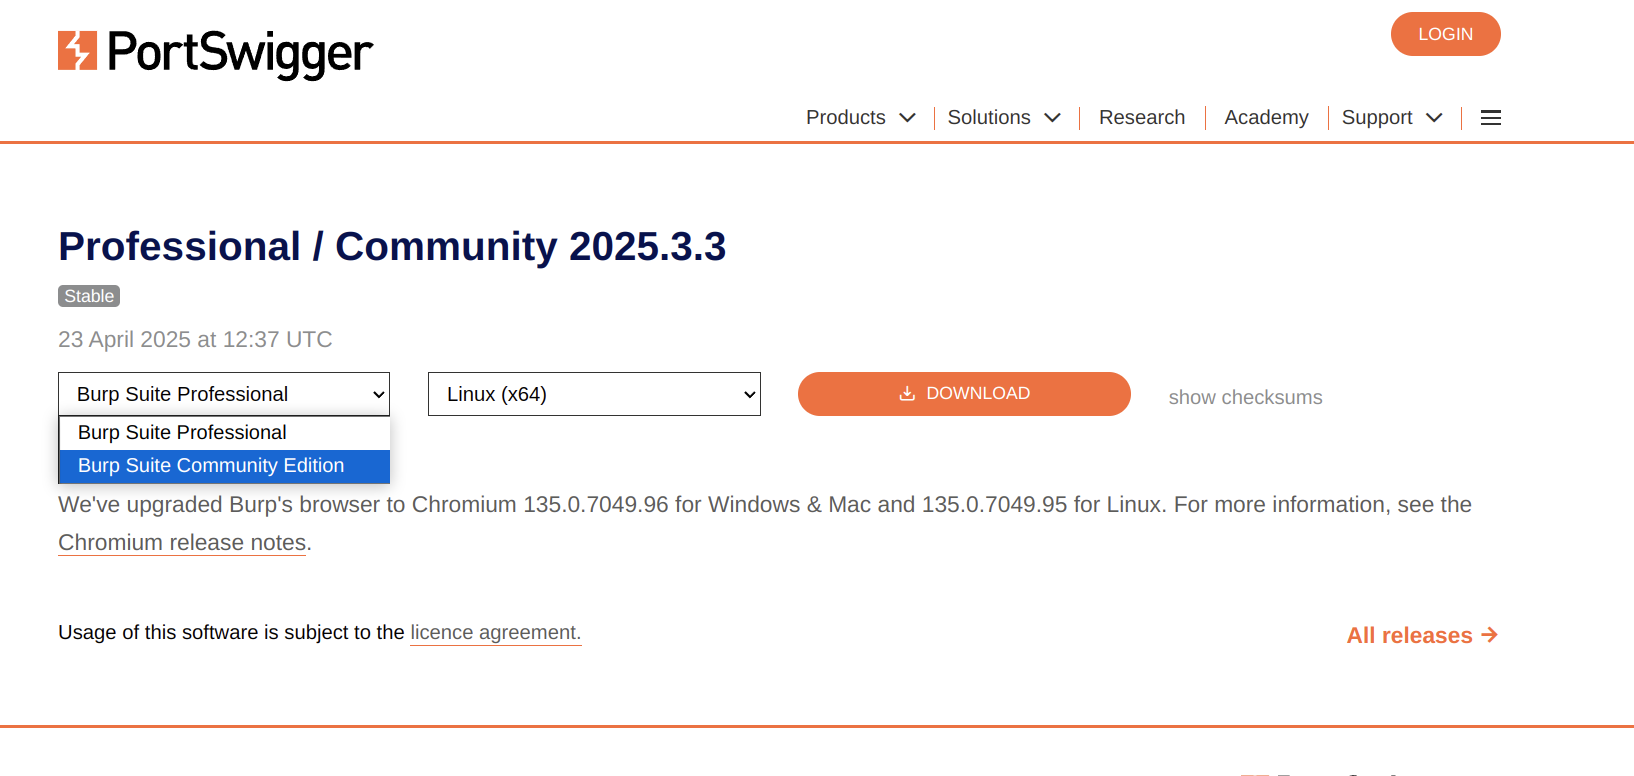 PortSwigger
LOGIN
Products
Solutions
Research
Academy
Support
Professional / Community 2025.3.3
Stable
23 April 2025 at 12:37 UTC
Burp Suite Professional
Linux (x64)
DOWNLOAD
show checksums
Burp Suite Professional
Burp Suite Community Edition
We've upgraded Burp's browser to Chromium 135.0.7049.96 for Windows & Mac and 135.0.7049.95 for Linux. For more information, see the
Chromium release notes.
Usage of this software is subject to the licence agreement.
All releases